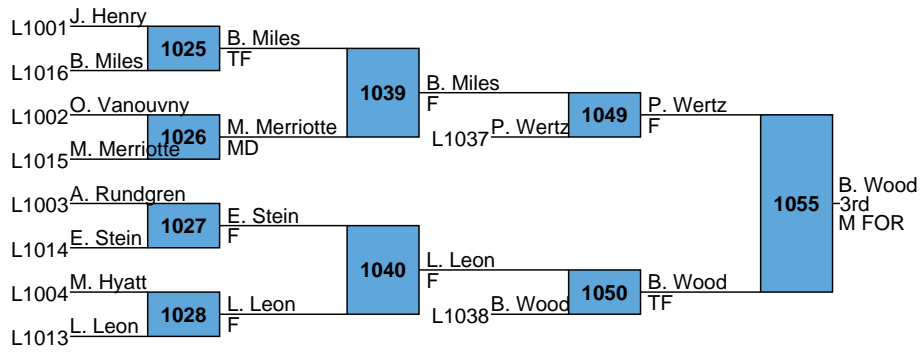 L1001 J. Henry
1025
B. Miles
TF
L1016 B. Miles
1039
B. Miles
F
L1002 O. Vanouvny
1026
M. Merriotte
MD
L1015 M. Merriotte
L1037 P. Wertz
1049
P. Wertz
F
L1003 A. Rundgren
1027
E. Stein
F
L1014 E. Stein
1055
B. Wood
3rd
M FOR
1040
L. Leon
F
L1004 M. Hyatt
1028
L. Leon
F
L1013 L. Leon
L1038 B. Wood
1050
B. Wood
TF